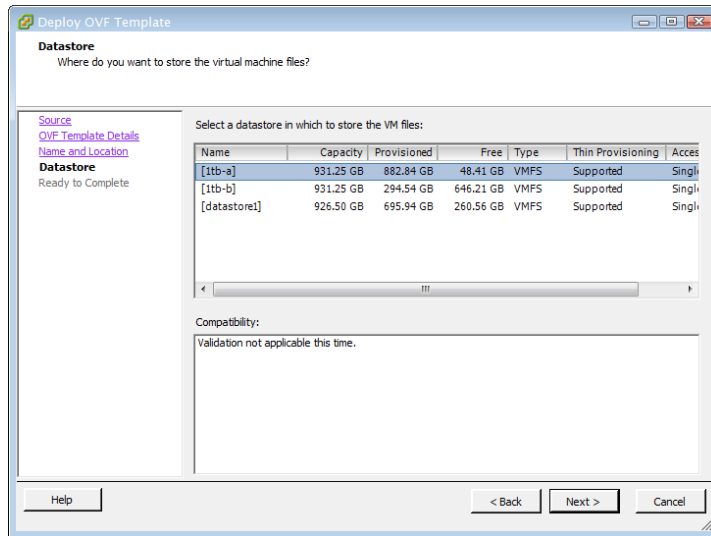 Deploy OVF Template
Datastore
Where do you want to store the virtual machine files?
Source
OVF Template Details
Name and Location
Datastore
Ready to Complete
Select a datastore in which to store the VM files:
Name Capacity Provisioned Free Type Thin Provisioning Acces
[1tb-a] 931.25 GB 882.84 GB 48.41 GB VMFS Supported Singl
[1tb-b] 931.25 GB 294.54 GB 646.21 GB VMFS Supported Singl
[datastore1] 926.50 GB 695.94 GB 260.56 GB VMFS Supported Singl
Compatibility:
Validation not applicable this time.
Help < Back Next > Cancel